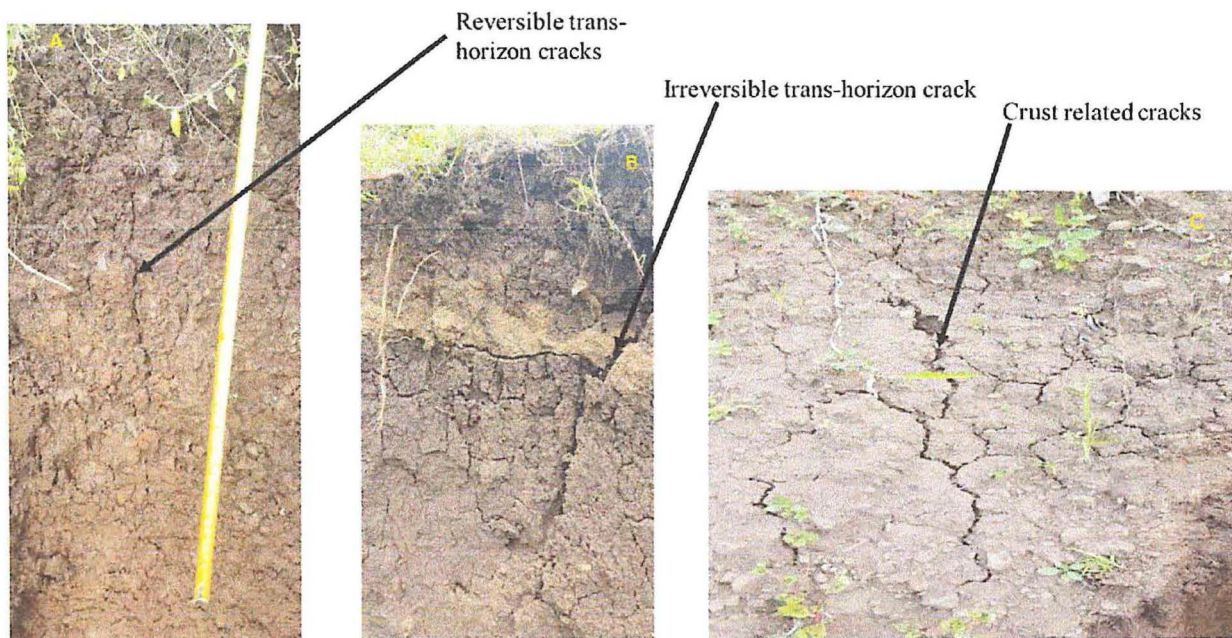 A
Reversible trans-
horizon cracks
B
Irreversible trans-horizon crack
C
Crust related cracks